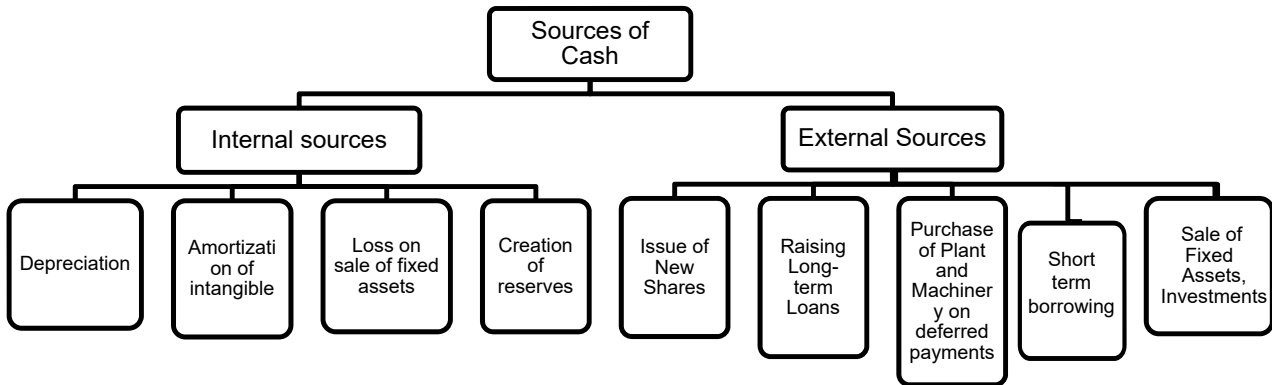 Sources of
Cash
Internal sources
External Sources
Depreciation
Amortizati
on of
intangible
Loss on
sale of fixed
assets
Creation
of
reserves
Issue of
New
Shares
Raising
Long-
term
Loans
Purchase
of Plant
and
Machiner
y on
deferred
payments
Short
term
borrowing
Sale of
Fixed
Assets,
Investments